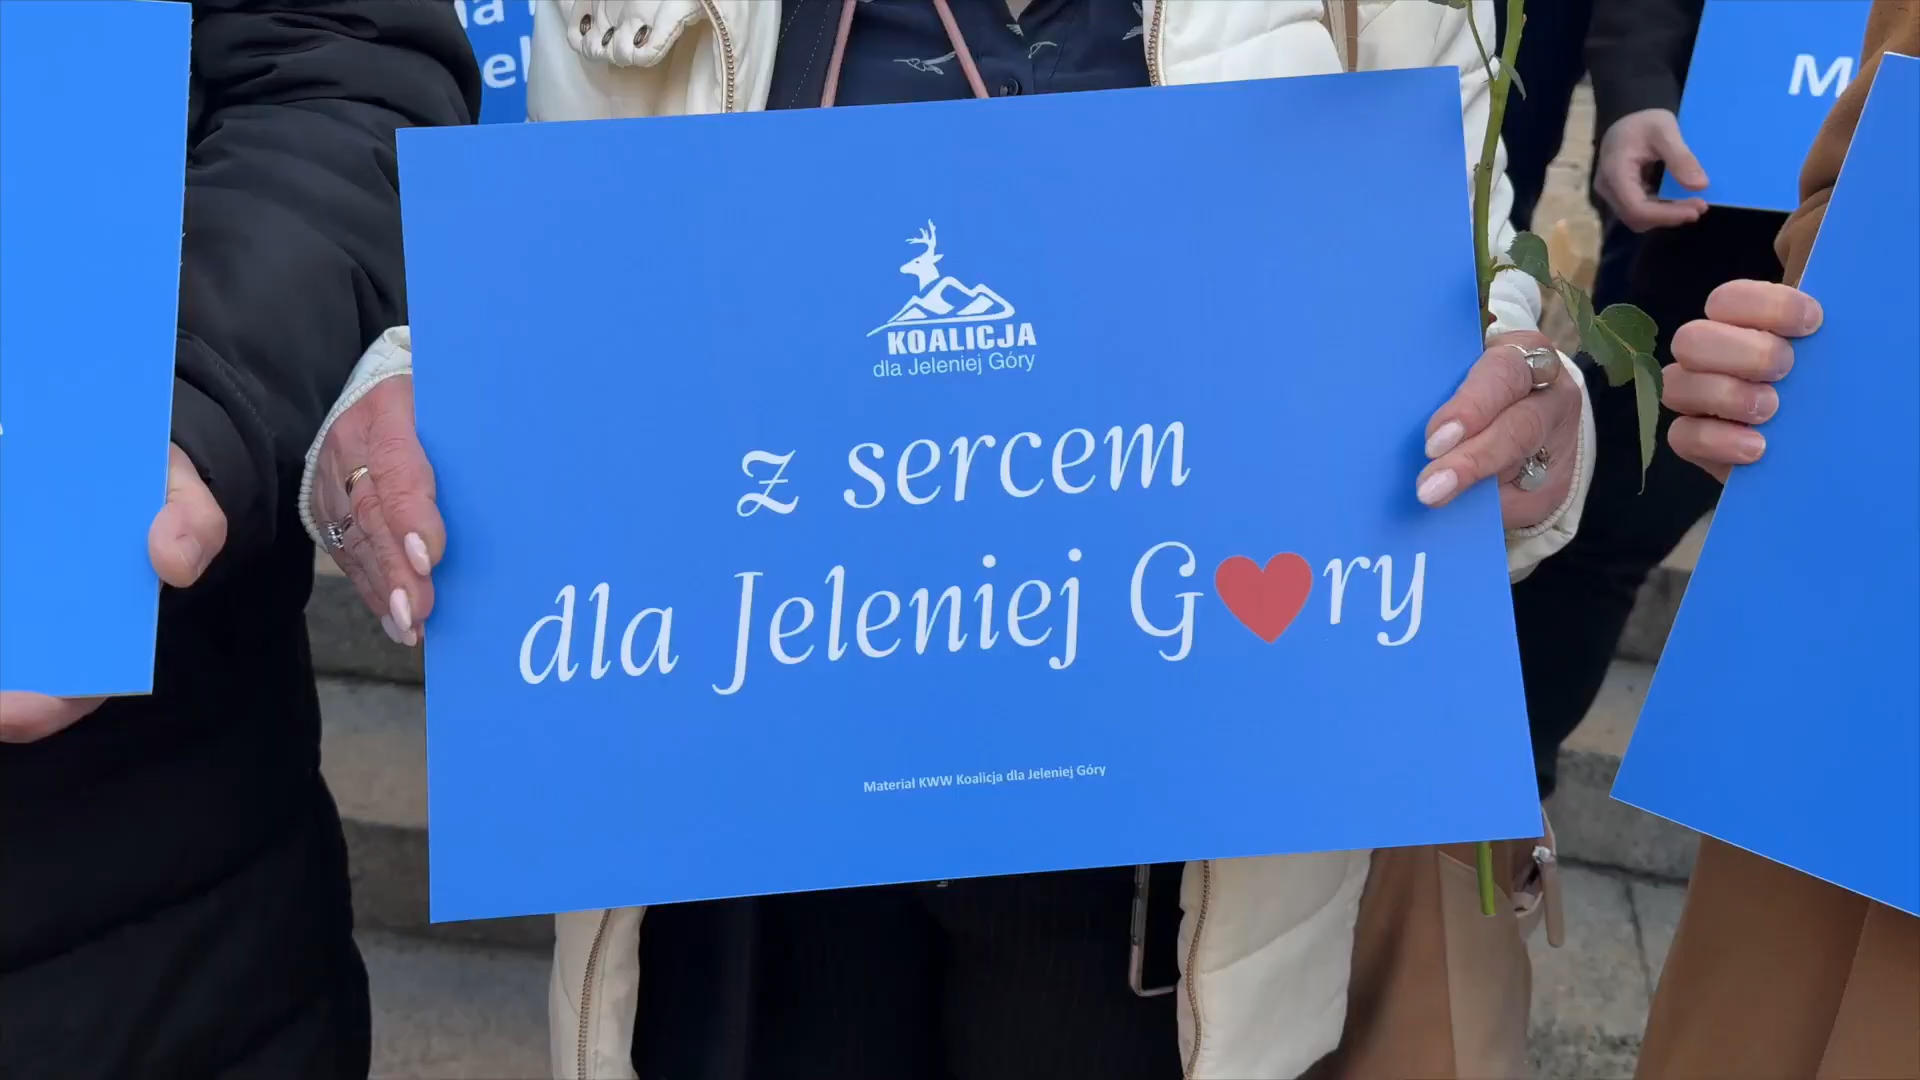 KOALICJA
dla Jeleniej Góry
z sercem
dla Jeleniej G❤ry
Materiał KWW Koalicja dla Jeleniej Góry